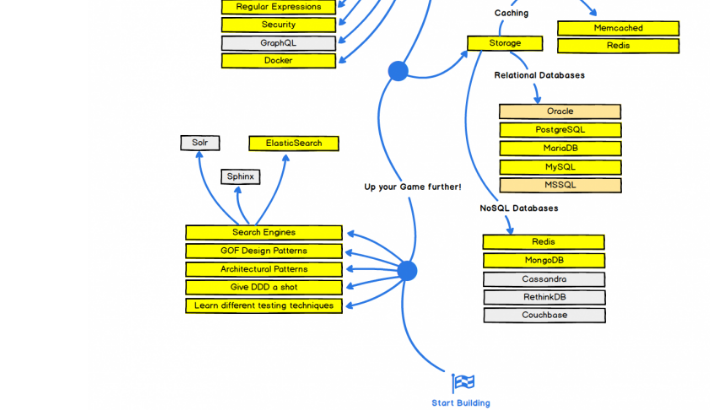 Regular Expressions
Security
GraphQL
Docker
Caching
Memcached
Redis
Storage
Relational Databases
Oracle
PostgreSQL
MariaDB
MySQL
MSSQL
Solr
ElasticSearch
Sphinx
Up your Game further!
NoSQL Databases
Redis
MongoDB
Cassandra
RethinkDB
Couchbase
Search Engines
GOF Design Patterns
Architectural Patterns
Give DDD a shot
Learn different testing techniques
Start Building